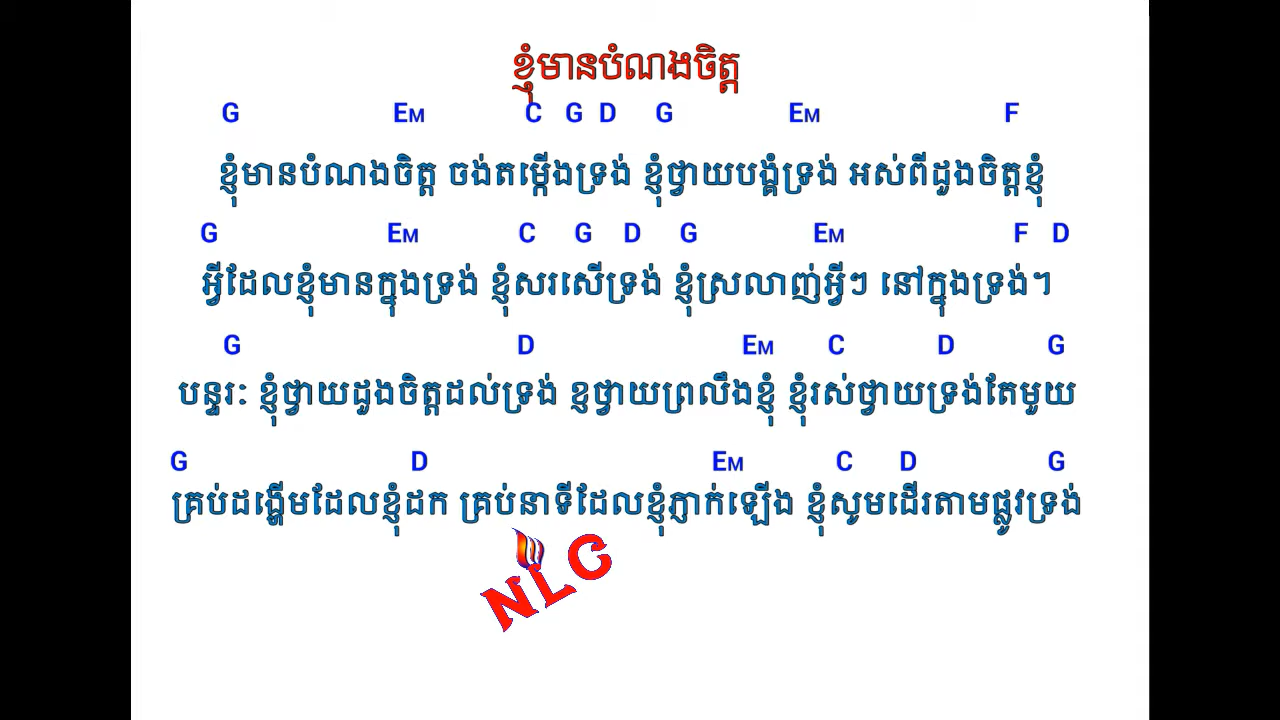 ខ្ញុំមានបំណងចិត្ត
G EM C G D G EM F
ខ្ញុំមានបំណងចិត្ត ចង់តម្កើងទ្រង់ ខ្ញុំថ្វាយបង្គំទ្រង់ អស់ពីដួងចិត្តខ្ញុំ
G EM C G D G EM F D
អ្វីដែលខ្ញុំមានក្នុងទ្រង់ ខ្ញុំសរសើទ្រង់ ខ្ញុំស្រលាញ់អ្វីៗ នៅក្នុងទ្រង់។
G D EM C D G
បន្ទរៈ ខ្ញុំថ្វាយដួងចិត្តដល់ទ្រង់ ខថ្វាយព្រលឹងខ្ញុំ ខ្ញុំរស់ថ្វាយទ្រង់តែមួយ
G D EM C D G
គ្រប់ដង្ហើមដែលខ្ញុំដក គ្រប់នាទីដែលខ្ញុំភ្ញាក់ឡើង ខ្ញុំសូមដើរតាមផ្លូវទ្រង់
NLC